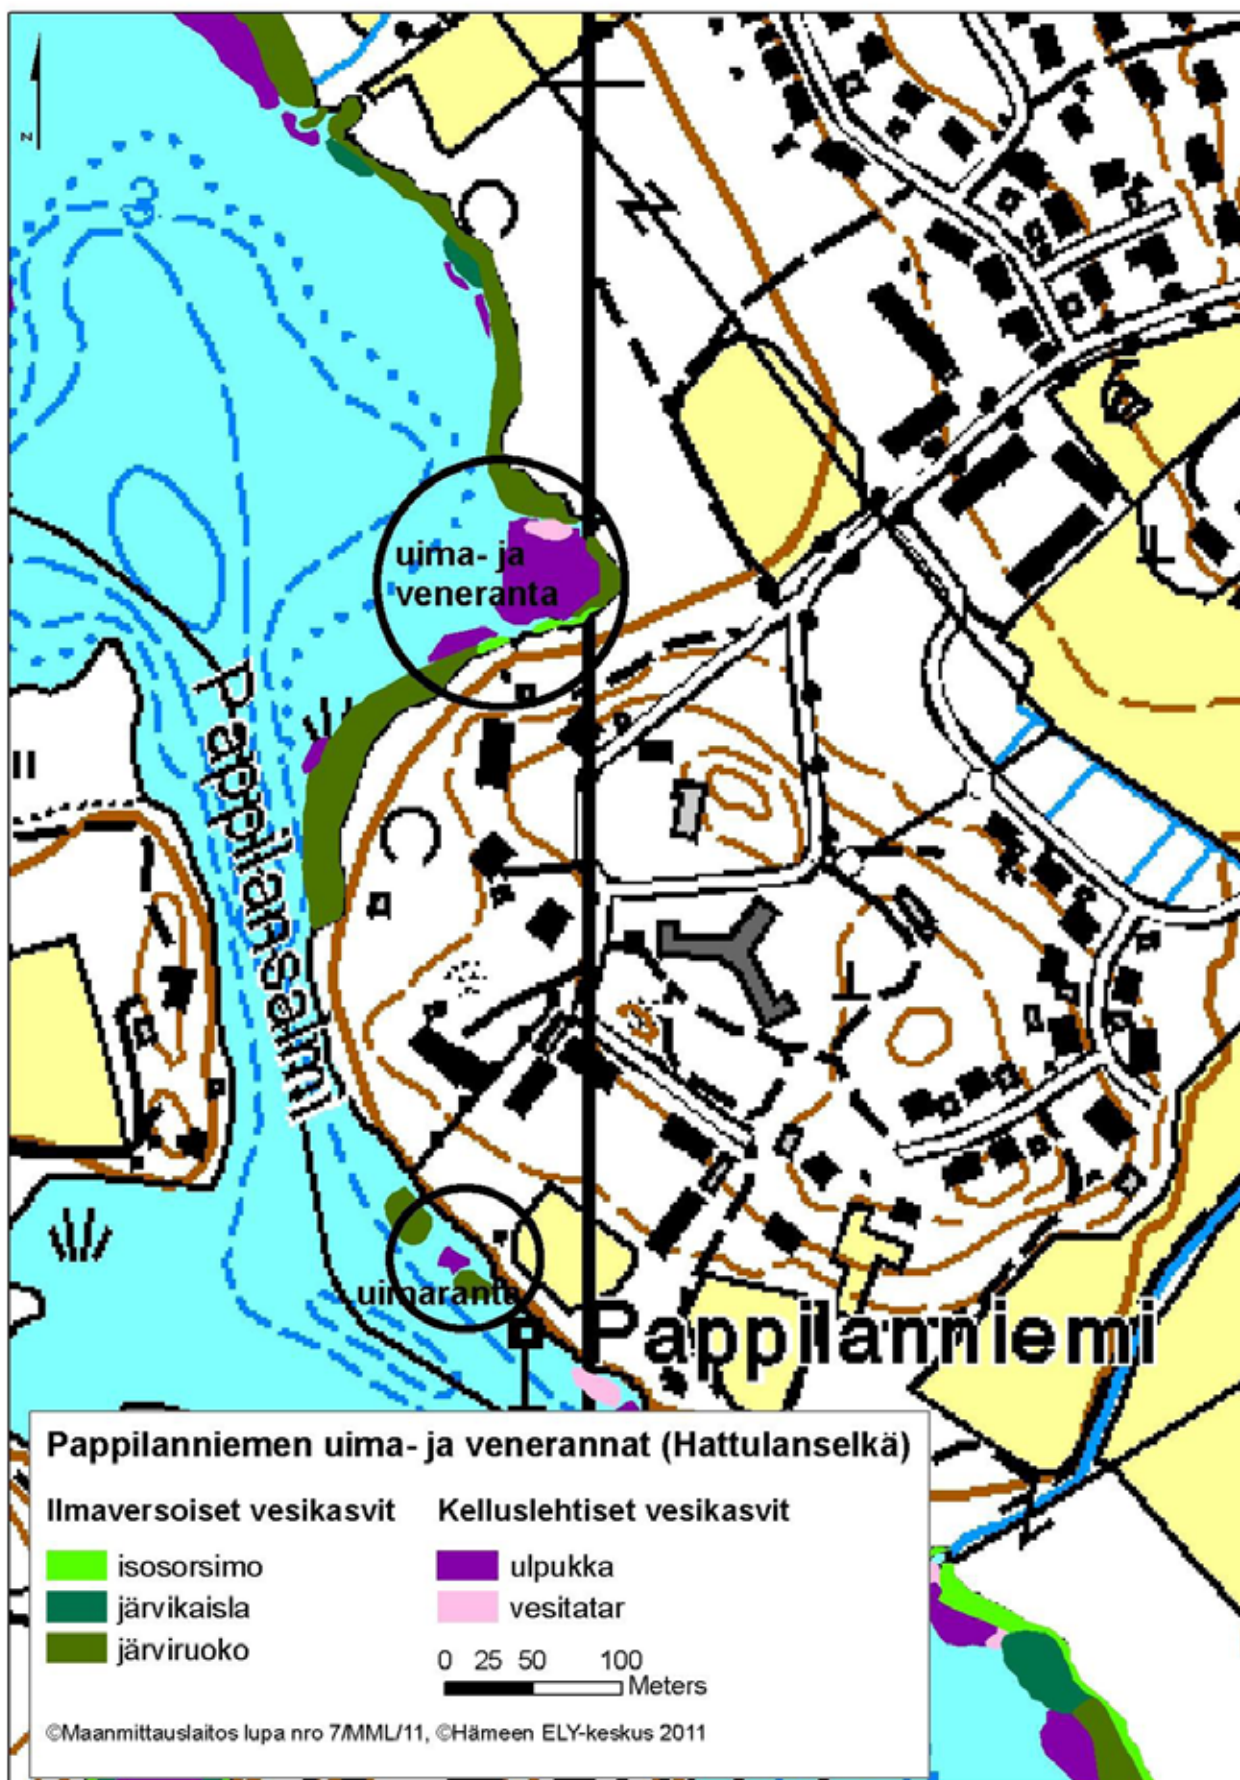 z
3
uima- ja
veneranta
Pappilansalmi
uimaranta
Pappilanniemi
Pappilanniemen uima- ja venerannat (Hattulanselkä)
Ilmaversoiset vesikasvit
isosorsimo
järvikaisla
järviruoko
Kelluslehtiset vesikasvit
ulpukka
vesitatar
0 25 50 100
Meters
©Maanmittauslaitos lupa nro 7/MML/11, ©Hämeen ELY-keskus 2011